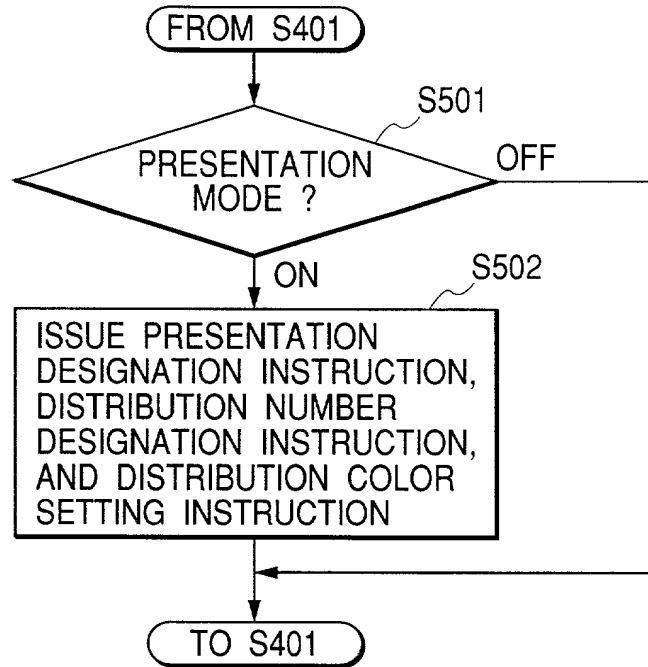 FROM S401
S501
PRESENTATION
MODE ?
OFF
ON
S502
ISSUE PRESENTATION
DESIGNATION INSTRUCTION,
DISTRIBUTION NUMBER
DESIGNATION INSTRUCTION,
AND DISTRIBUTION COLOR
SETTING INSTRUCTION
TO S401